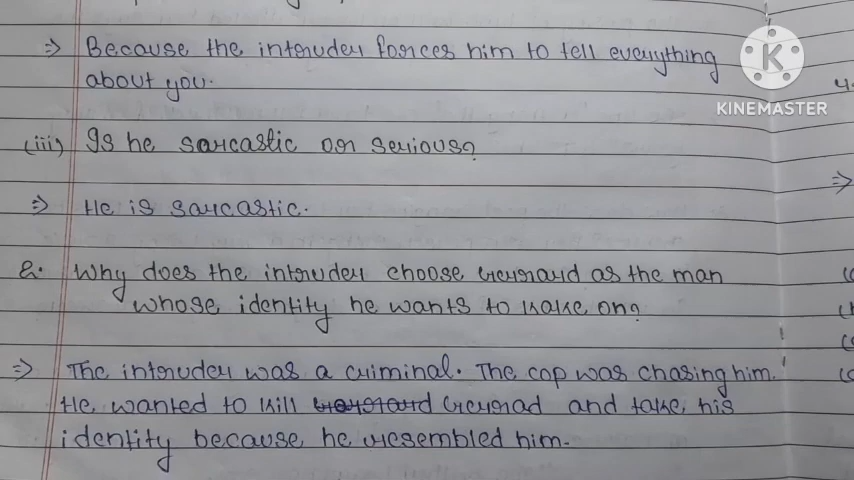 ⇒ Because the intruder forces him to tell everything
about you.
KINEMASTER
(iii) Is he sarcastic or serious?
⇒ He is sarcastic.
2. Why does the intruder choose Gerrard as the man
whose identity he wants to take on?
⇒ The intruder was a criminal. The cop was chasing him.
He wanted to kill Gerrad and take his
identity because he resembled him.